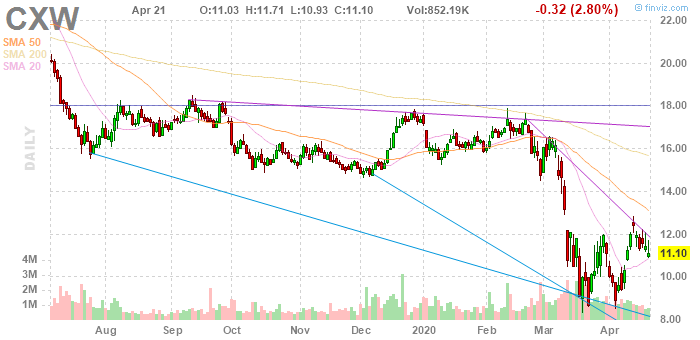 CXW
Apr 21 O:11.03 H:11.71 L:10.93 C:11.10 Vol:852.19K -0.32 (2.80%)
© finviz.com
SMA 50
SMA 200
SMA 20
DAILY
22.00
20.00
18.00
16.00
14.00
12.00
11.10
10.00
8.00
4M
3M
2M
1M
Aug Sep Oct Nov Dec 2020 Feb Mar Apr